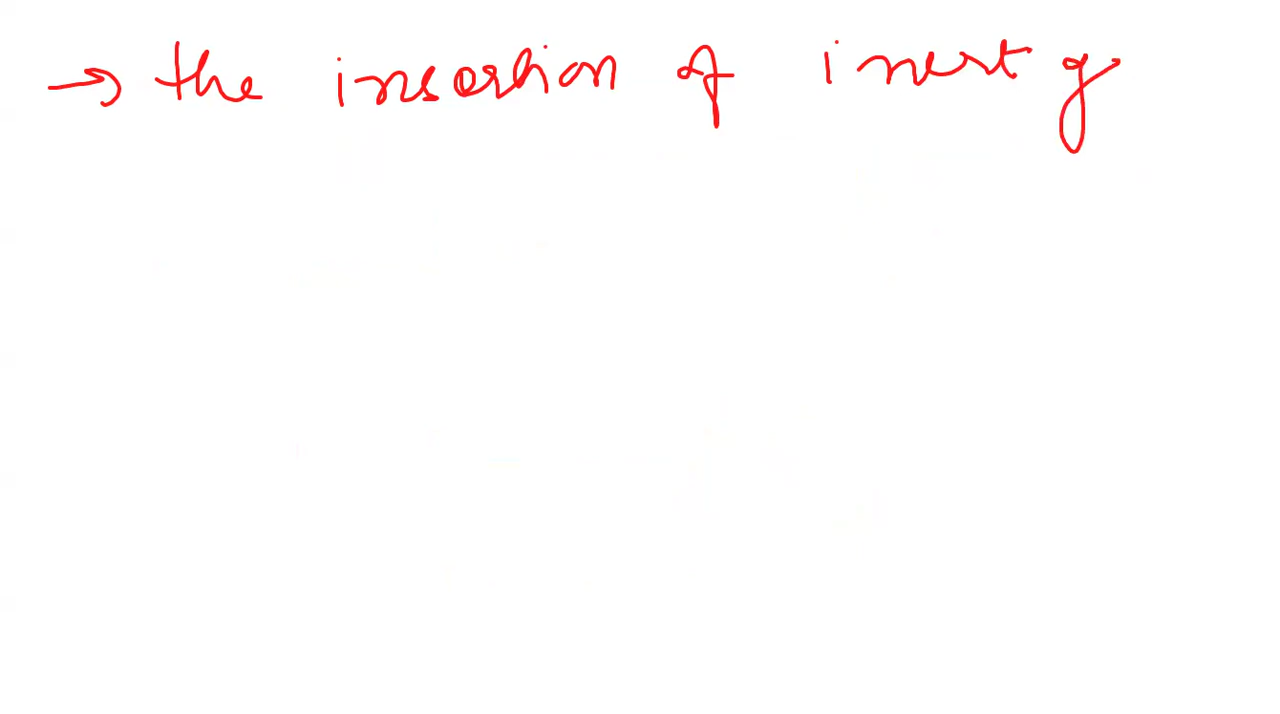 → the insertion of inert g